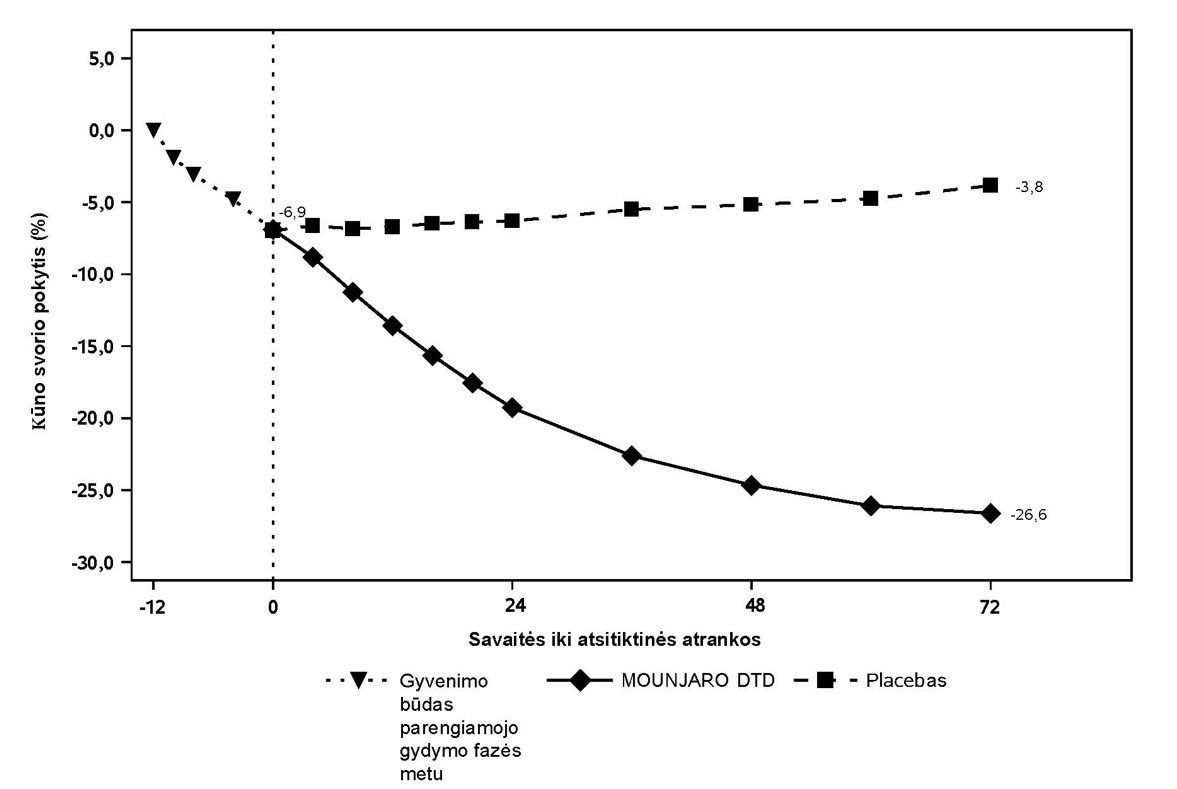 Kūno svorio pokytis (%)
5,0
0,0
-5,0
-10,0
-15,0
-20,0
-25,0
-30,0
-6,9
-3,8
-26,6
-12
0
24
48
72
Savaitės iki atsitiktinės atrankos
Gyvenimo
būdas
parengiamojo
gydymo fazės
metu
MOUNJARO DTD
Placebas